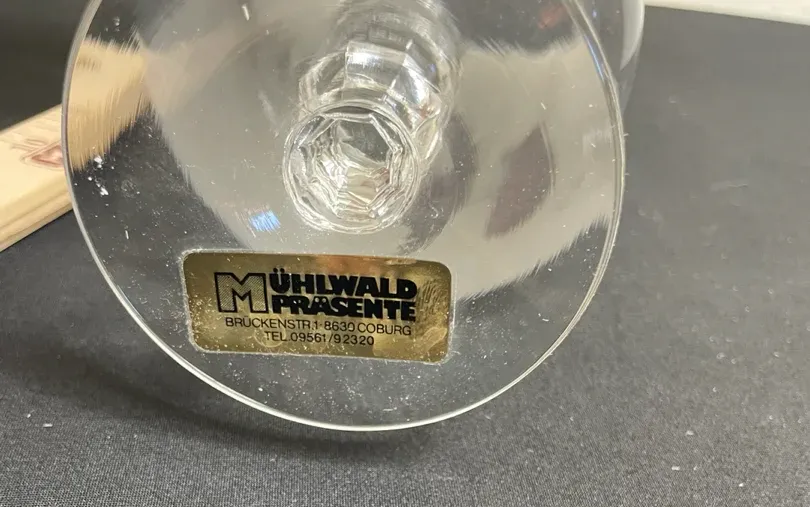 MÜHLWALD
PRÄSENTE
BRÜCKENSTR.1·8630 COBURG
TEL.09561/92320